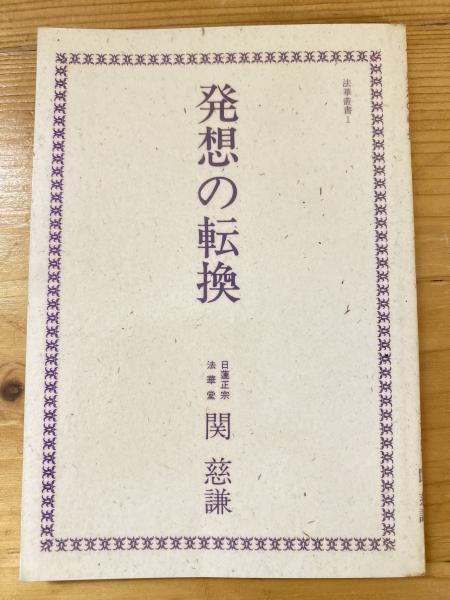 法華叢書1
発想の転換
日蓮正宗
法華堂
関 慈謙